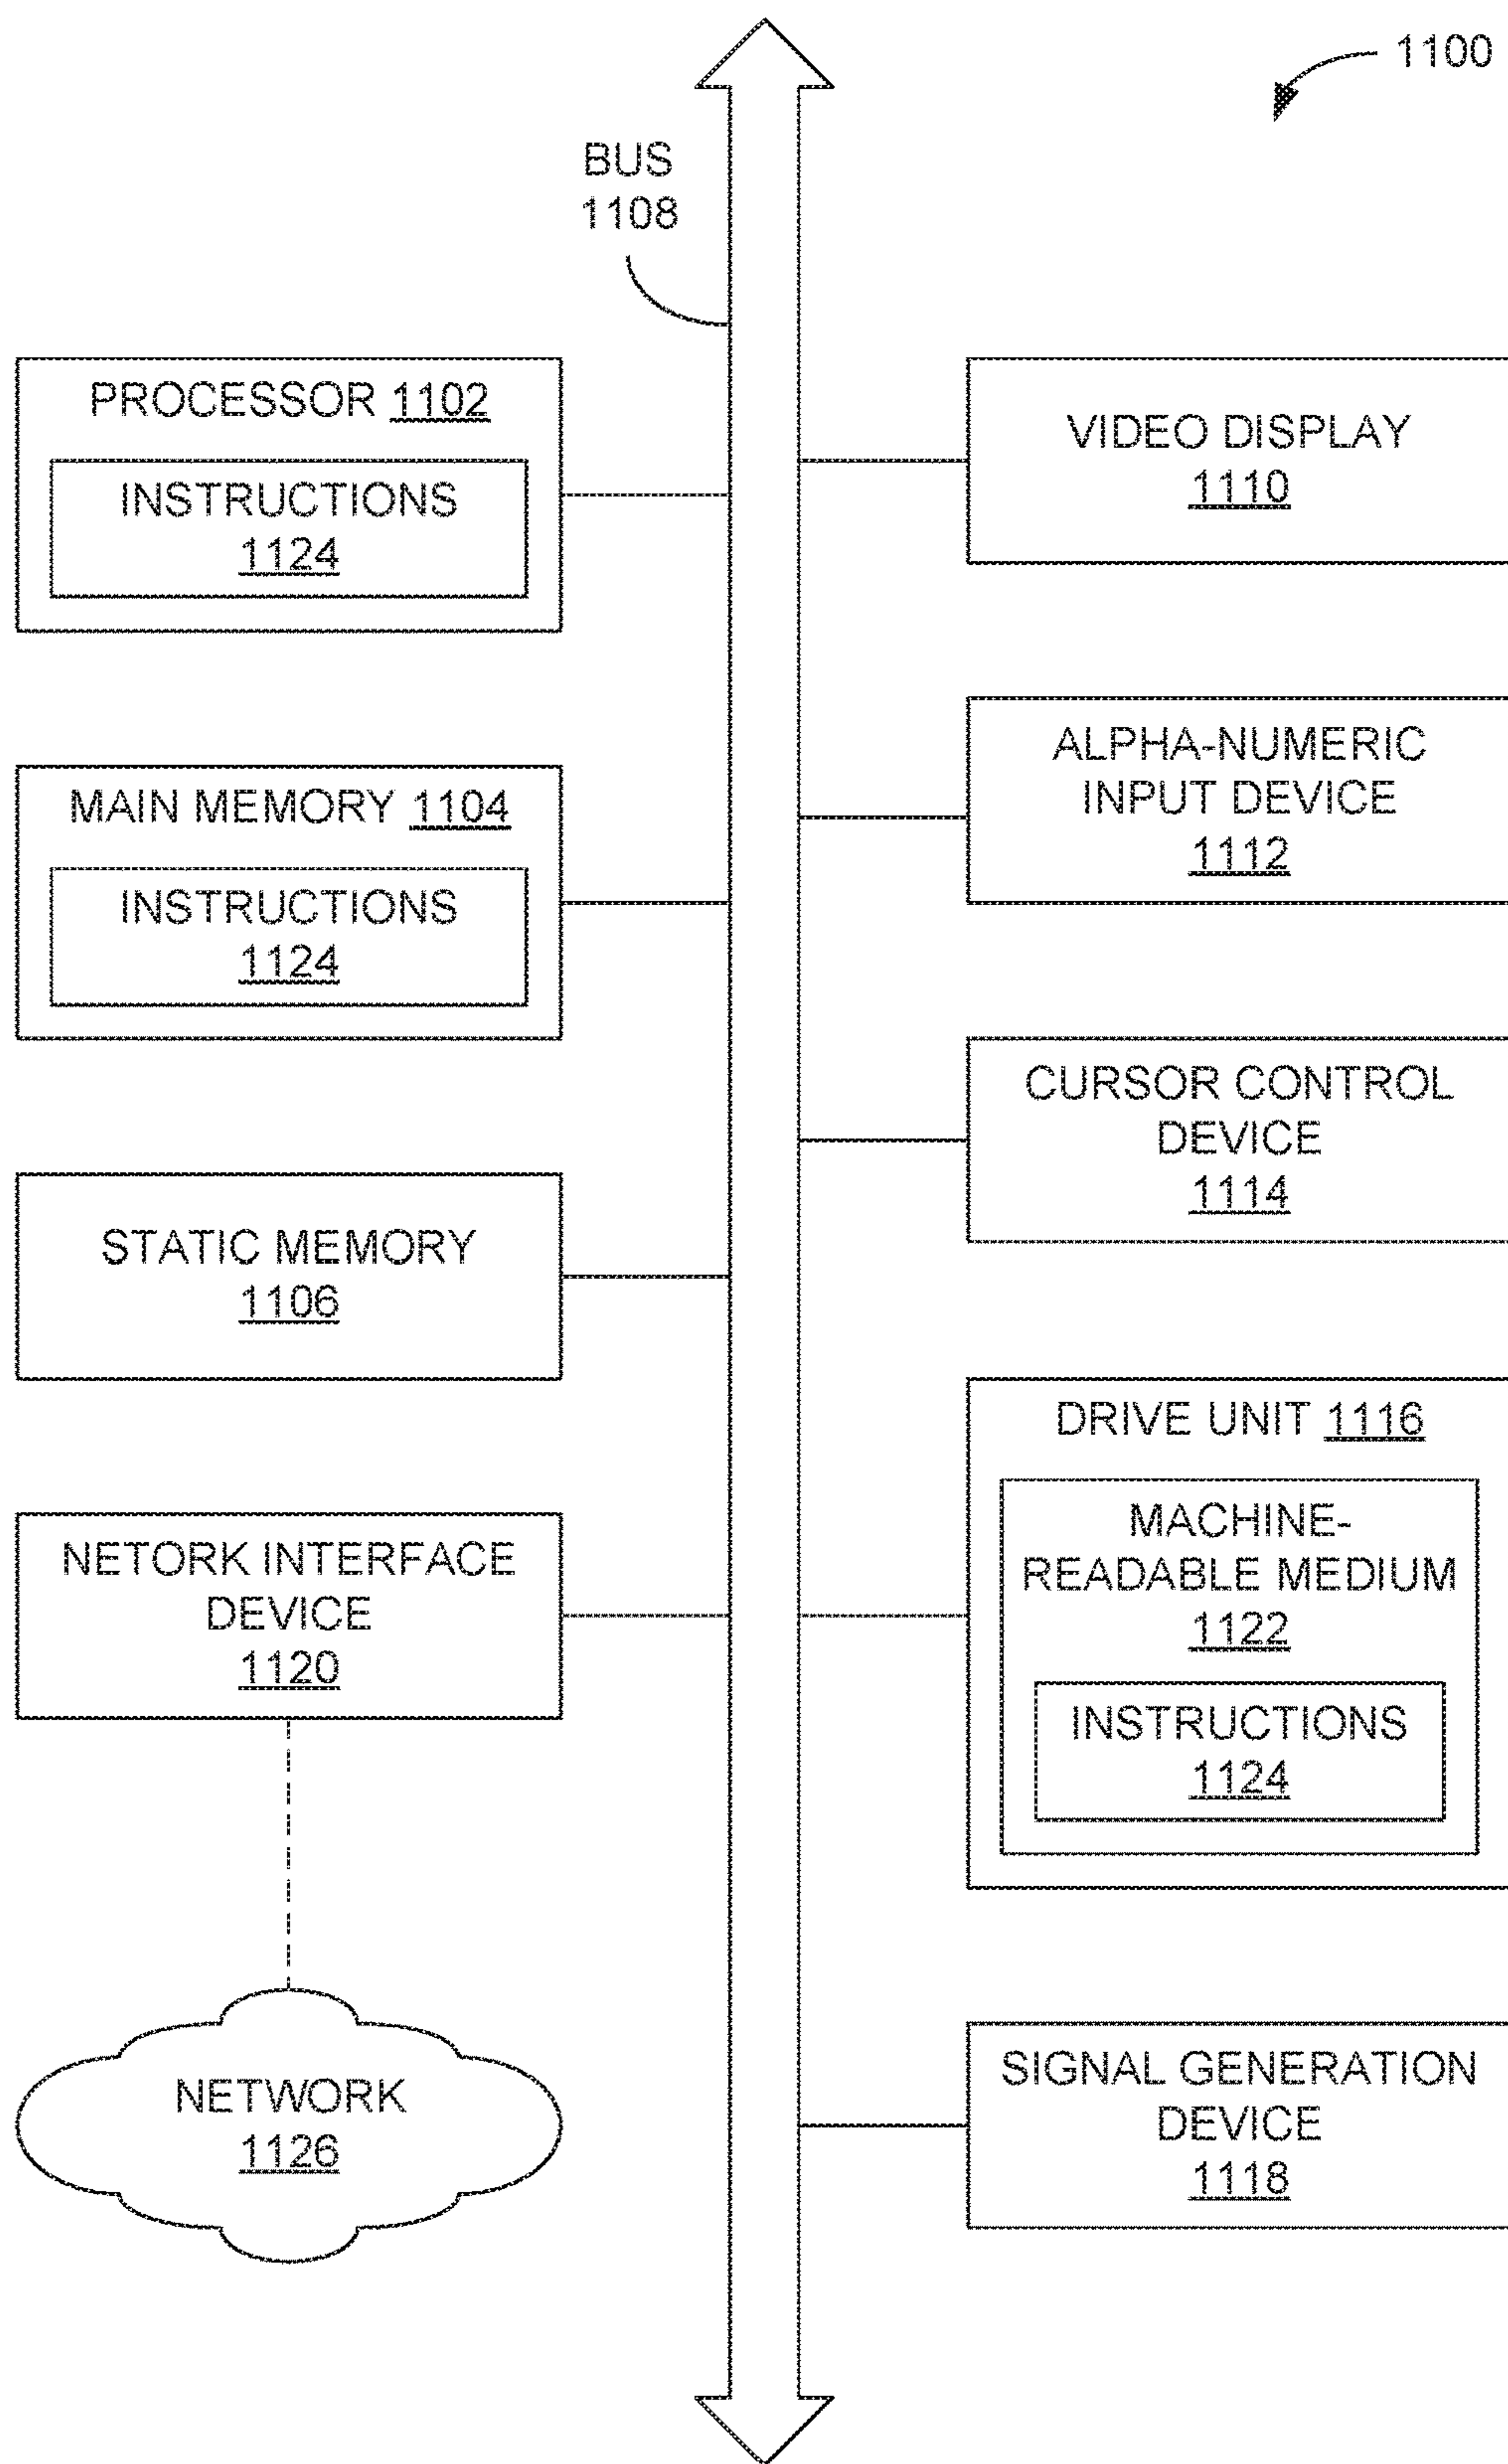 1100
BUS
1108
PROCESSOR 1102
INSTRUCTIONS
1124
MAIN MEMORY 1104
INSTRUCTIONS
1124
STATIC MEMORY
1106
NETORK INTERFACE
DEVICE
1120
NETWORK
1126
VIDEO DISPLAY
1110
ALPHA-NUMERIC
INPUT DEVICE
1112
CURSOR CONTROL
DEVICE
1114
DRIVE UNIT 1116
MACHINE-
READABLE MEDIUM
1122
INSTRUCTIONS
1124
SIGNAL GENERATION
DEVICE
1118